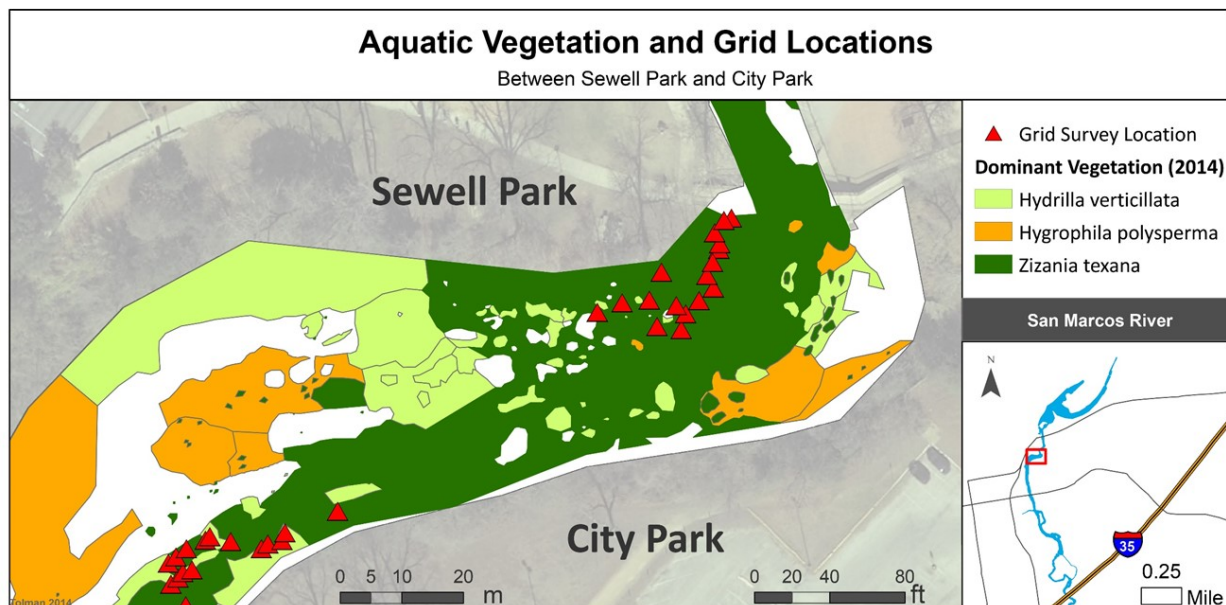 Aquatic Vegetation and Grid Locations
Between Sewell Park and City Park
Sewell Park
City Park
0 5 10 20
m
0 20 40 80
ft
Tolman 2014
Grid Survey Location
Dominant Vegetation (2014)
Hydrilla verticillata
Hygrophila polysperma
Zizania texana
San Marcos River
N
35
0.25
Mile